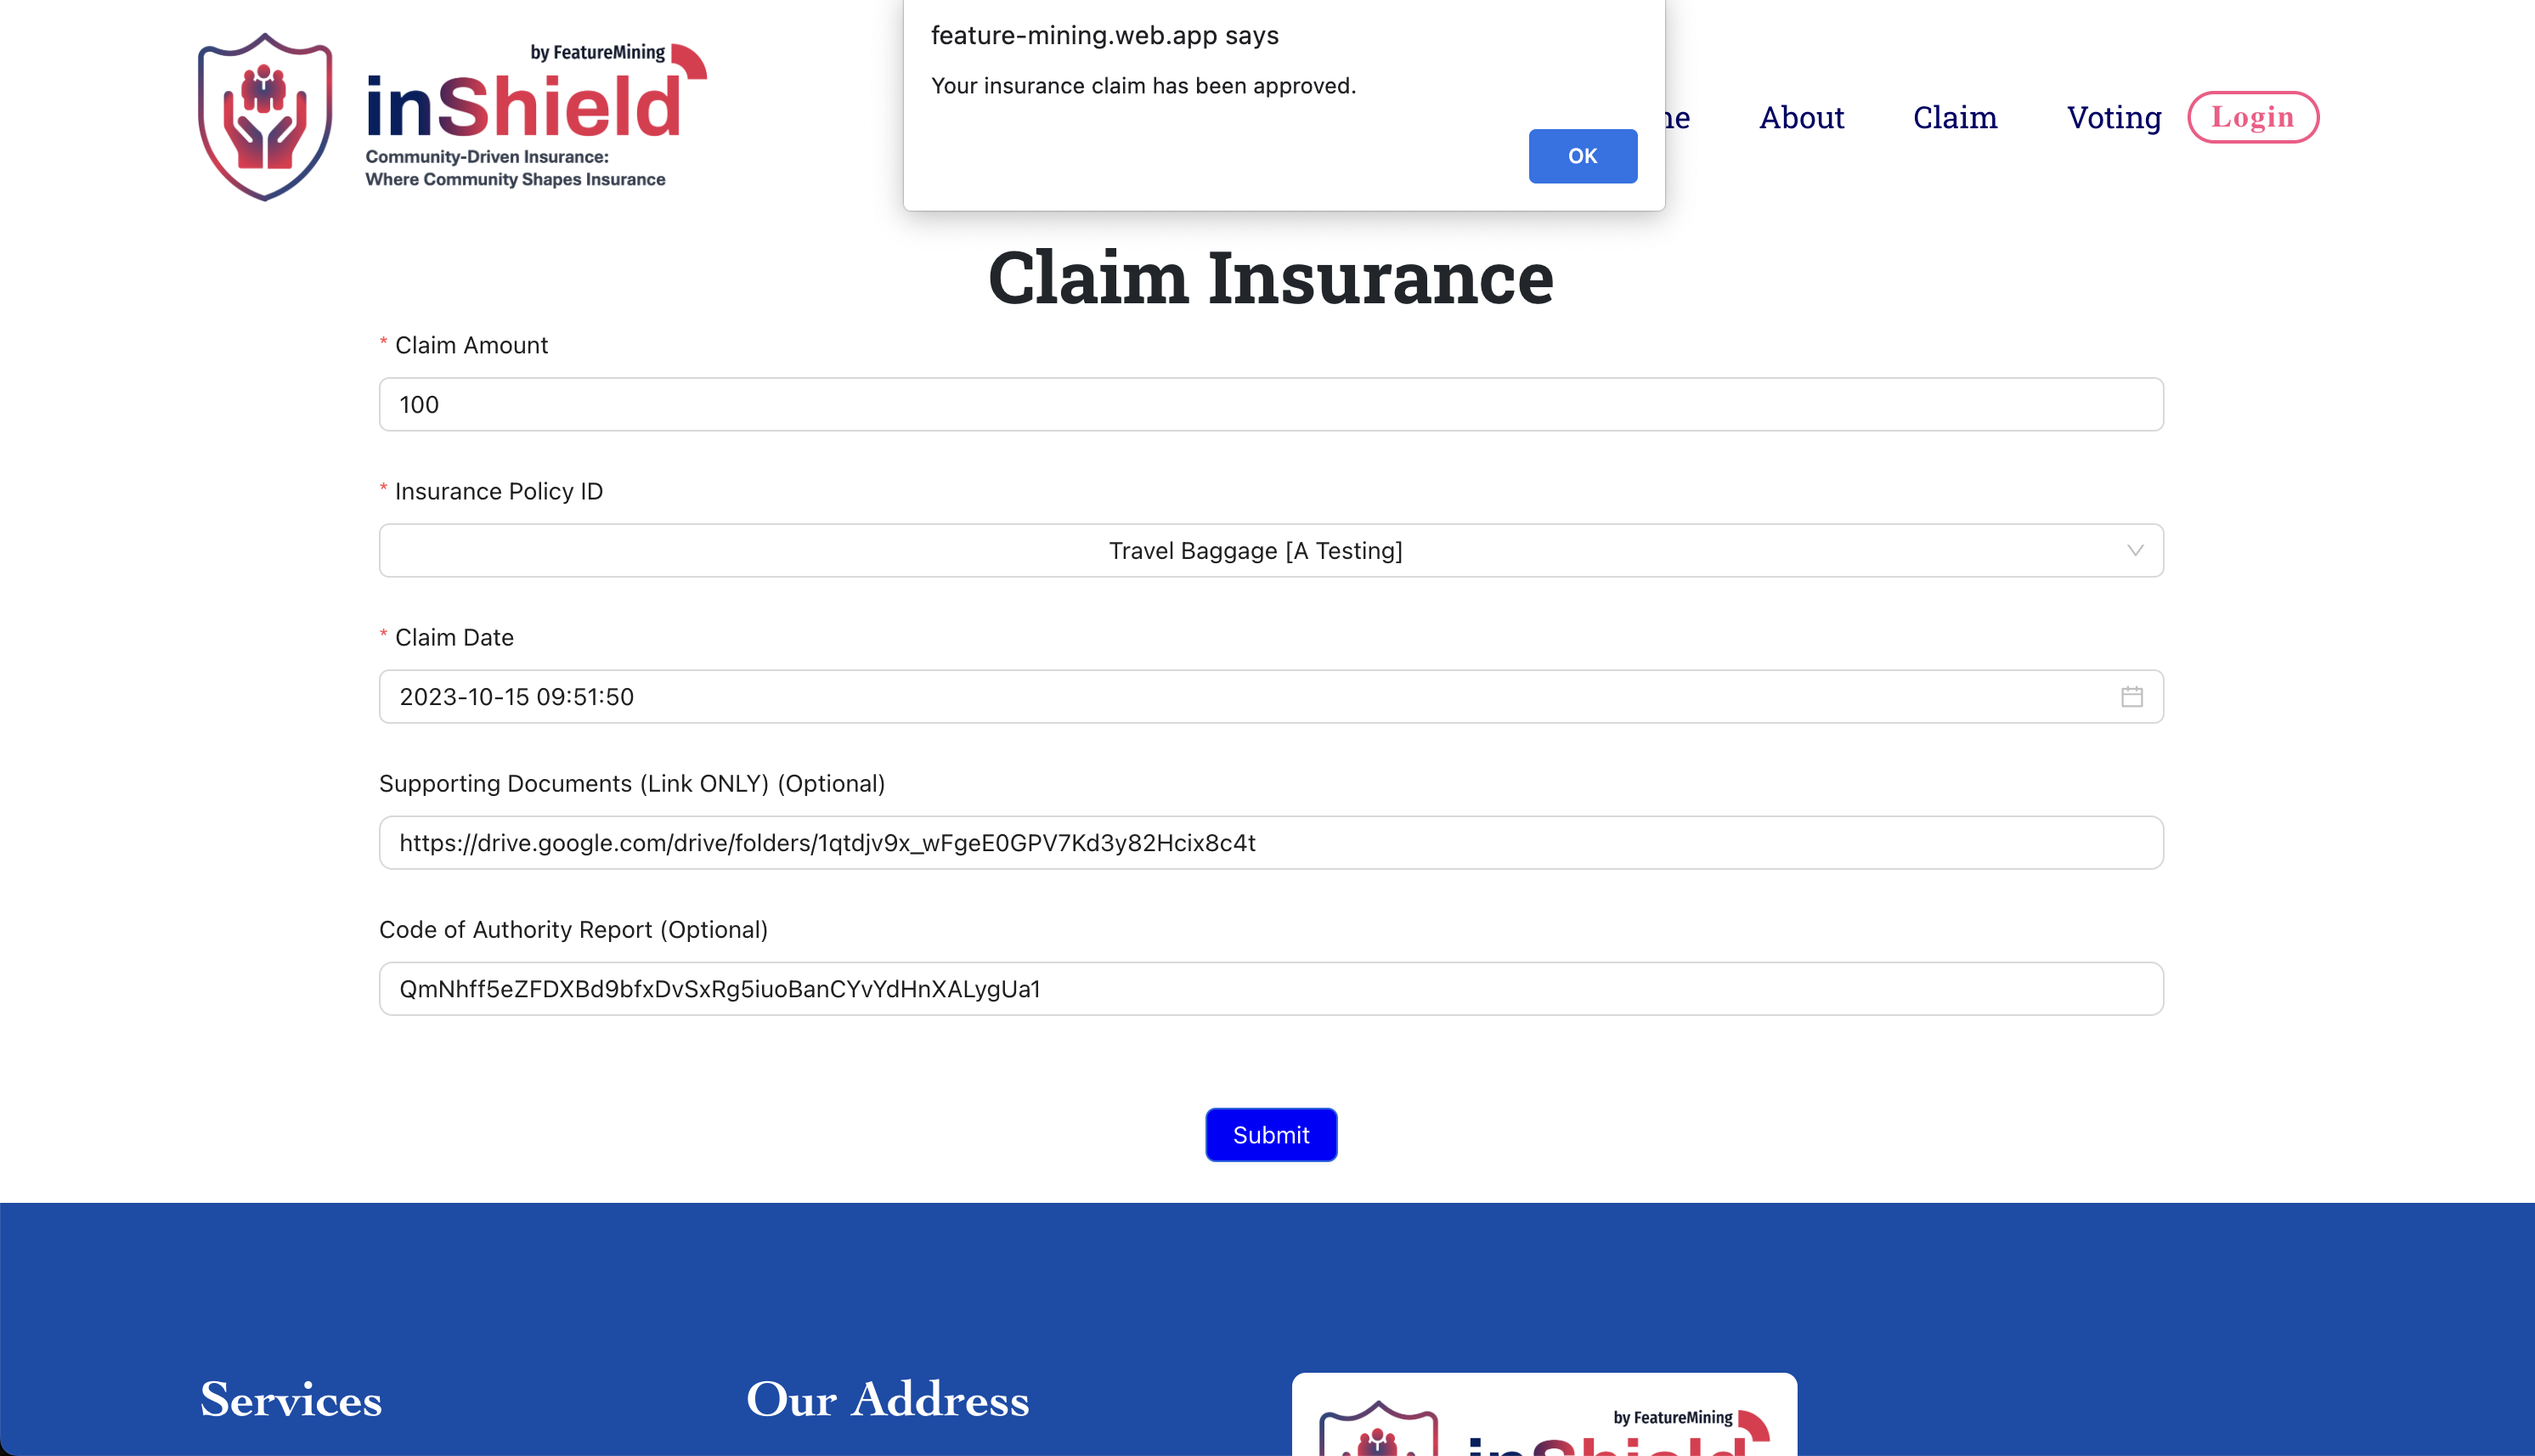 feature-mining.web.app says
Your insurance claim has been approved.
OK
by FeatureMining
inShield
Community-Driven Insurance:
Where Community Shapes Insurance
About
Claim
Voting
Login
Claim Insurance
* Claim Amount
100
* Insurance Policy ID
Travel Baggage [A Testing]
* Claim Date
2023-10-15 09:51:50
Supporting Documents (Link ONLY) (Optional)
https://drive.google.com/drive/folders/1qtdjv9x_wFgeE0GPV7Kd3y82Hcix8c4t
Code of Authority Report (Optional)
QmNhff5eZFDXBd9bfxDvSxRg5iuoBanCYvYdHnXALygUa1
Submit
Services
Our Address
by FeatureMining
inShield